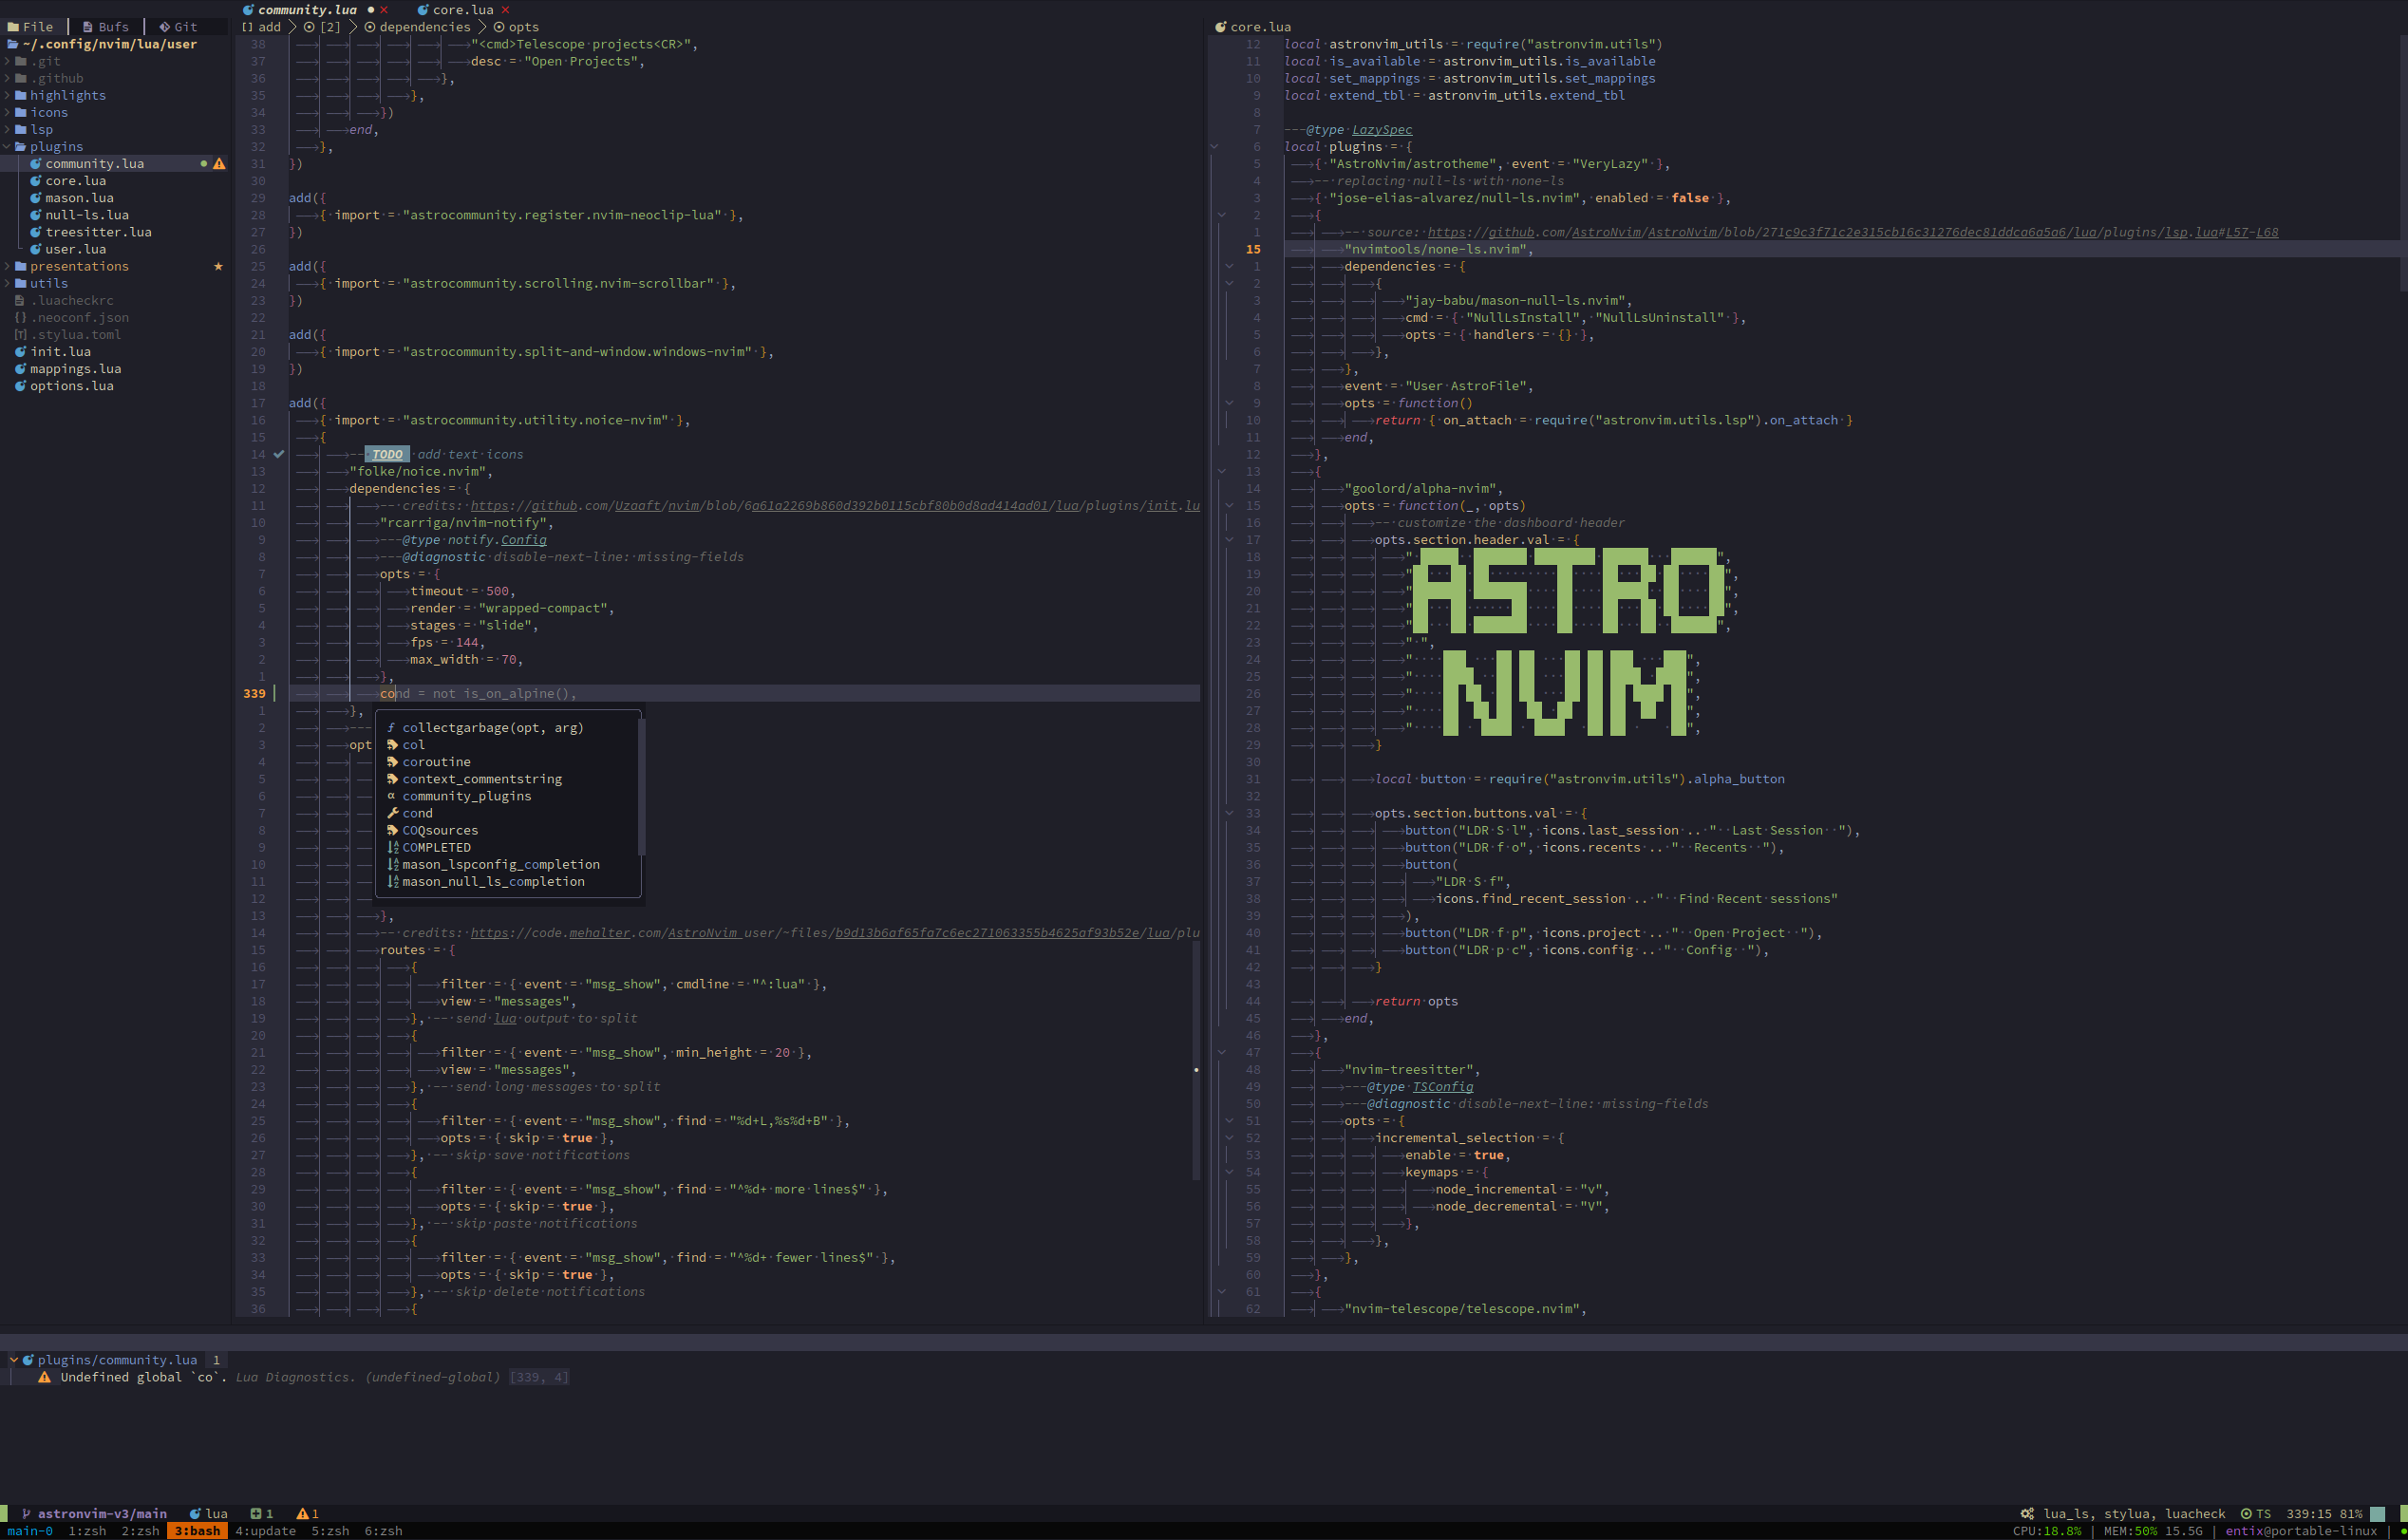 community.lua ● × core.lua ×
File Bufs Git
[] add > [2] > dependencies > opts
~/.config/nvim/lua/user
.git
.github
highlights
icons
lsp
plugins
community.lua
core.lua
mason.lua
null-ls.lua
treesitter.lua
user.lua
presentations
utils
.luacheckrc
{} .neoconf.json
[T] .stylua.toml
init.lua
mappings.lua
options.lua
38 "<cmd>Telescope projects<CR>",
37 desc = "Open Projects",
36 },
35 },
34 })
33 end,
32 },
31 })
30
29 add({
28 { import = "astrocommunity.register.nvim-neoclip-lua" },
27 })
26
25 add({
24 { import = "astrocommunity.scrolling.nvim-scrollbar" },
23 })
22
21 add({
20 { import = "astrocommunity.split-and-window.windows-nvim" },
19 })
18
17 add({
16 { import = "astrocommunity.utility.noice-nvim" },
15 {
14 -- TODO add text icons
13 "folke/noice.nvim",
12 dependencies = {
11 -- credits: https://github.com/Uzaaft/nvim/blob/6a61a2269b860d392b0115cbf80b0d8ad414ad01/lua/plugins/init.lu
10 "rcarriga/nvim-notify",
9 ---@type notify.Config
8 ---@diagnostic disable-next-line: missing-fields
7 opts = {
6 timeout = 500,
5 render = "wrapped-compact",
4 stages = "slide",
3 fps = 144,
2 max_width = 70,
1 },
339 cond = not is_on_alpine(),
1 },
2 ---
3 opt
4
5
6
7
8
9
10
11
12
collectgarbage(opt, arg)
col
coroutine
context_commentstring
community_plugins
cond
COQsources
COMPLETED
mason_lspconfig_completion
mason_null_ls_completion
13 },
14 -- credits: https://code.mehalter.com/AstroNvim_user/~files/b9d13b6af65fa7c6ec271063355b4625af93b52e/lua/plu
15 routes = {
16 {
17 filter = { event = "msg_show", cmdline = "^:lua" },
18 view = "messages",
19 }, -- send lua output to split
20 {
21 filter = { event = "msg_show", min_height = 20 },
22 view = "messages",
23 }, -- send long messages to split
24 {
25 filter = { event = "msg_show", find = "%d+L,%s%d+B" },
26 opts = { skip = true },
27 }, -- skip save notifications
28 {
29 filter = { event = "msg_show", find = "^%d+ more lines$" },
30 opts = { skip = true },
31 }, -- skip paste notifications
32 {
33 filter = { event = "msg_show", find = "^%d+ fewer lines$" },
34 opts = { skip = true },
35 }, -- skip delete notifications
36 {
core.lua
12 local astronvim_utils = require("astronvim.utils")
11 local is_available = astronvim_utils.is_available
10 local set_mappings = astronvim_utils.set_mappings
9 local extend_tbl = astronvim_utils.extend_tbl
8
7 ---@type LazySpec
6 local plugins = {
5 { "AstroNvim/astrotheme", event = "VeryLazy" },
4 -- replacing null-ls with none-ls
3 { "jose-elias-alvarez/null-ls.nvim", enabled = false },
2 {
1 -- source: https://github.com/AstroNvim/AstroNvim/blob/271c9c3f71c2e315cb16c31276dec81ddca6a5a6/lua/plugins/lsp.lua#L57-L68
15 "nvimtools/none-ls.nvim",
1 dependencies = {
2 {
3 "jay-babu/mason-null-ls.nvim",
4 cmd = { "NullLsInstall", "NullLsUninstall" },
5 opts = { handlers = {} },
6 },
7 },
8 event = "User AstroFile",
9 opts = function()
10 return { on_attach = require("astronvim.utils.lsp").on_attach }
11 end,
12 },
13 {
14 "goolord/alpha-nvim",
15 opts = function(_, opts)
16 -- customize the dashboard header
17 opts.section.header.val = {
18 " ",
19 " ",
20 " ",
21 " ",
22 " ",
ASTRO
23 " ",
24 " ",
25 " ",
26 " ",
27 " ",
28 " ",
NVIM
29 }
30
31 local button = require("astronvim.utils").alpha_button
32
33 opts.section.buttons.val = {
34 button("LDR S l", icons.last_session .. "  Last Session  "),
35 button("LDR f o", icons.recents .. "  Recents  "),
36 button(
37 "LDR S f",
38 icons.find_recent_session .. "  Find Recent sessions"
39 ),
40 button("LDR f p", icons.project .. "  Open Project  "),
41 button("LDR p c", icons.config .. "  Config  "),
42 }
43
44 return opts
45 end,
46 },
47 {
48 "nvim-treesitter",
49 ---@type TSConfig
50 ---@diagnostic disable-next-line: missing-fields
51 opts = {
52 incremental_selection = {
53 enable = true,
54 keymaps = {
55 node_incremental = "v",
56 node_decremental = "V",
57 },
58 },
59 },
60 },
61 {
62 "nvim-telescope/telescope.nvim",
plugins/community.lua 1
Undefined global `co`. Lua Diagnostics. (undefined-global) [339, 4]
astronvim-v3/main lua 1 1 lua_ls, stylua, luacheck TS 339:15 81%
main-0 1:zsh 2:zsh 3:bash 4:update 5:zsh 6:zsh CPU:18.8% | MEM:50% 15.5G | entix@portable-linux |